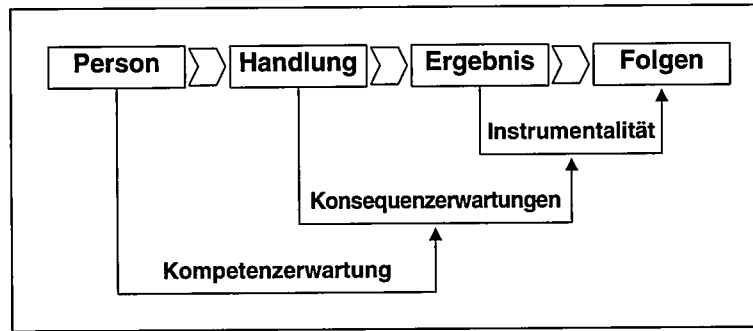 Person Handlung Ergebnis Folgen
Instrumentalität
Konsequenzerwartungen
Kompetenzerwartung